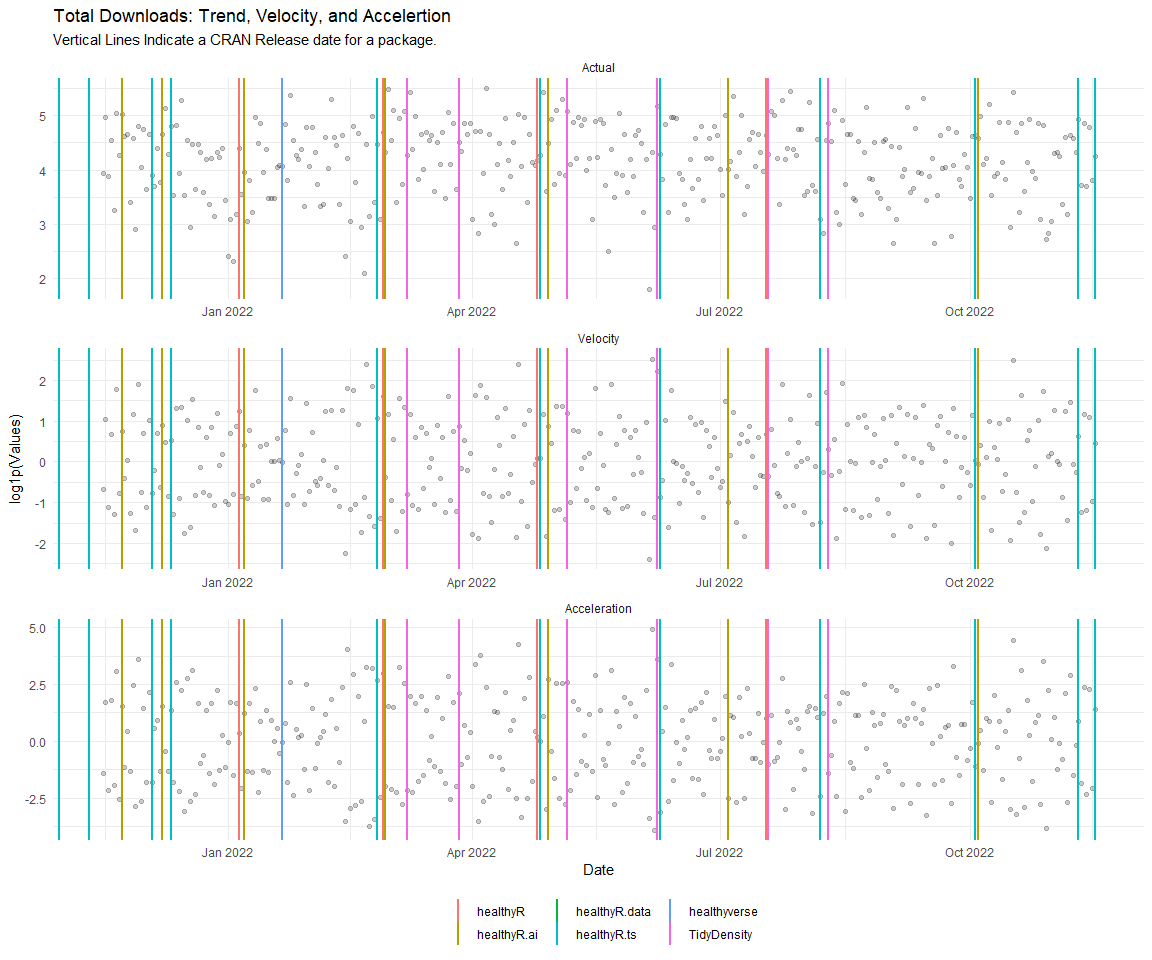 Total Downloads: Trend, Velocity, and Accelertion
Vertical Lines Indicate a CRAN Release date for a package.
Actual
5
4
3
2
Jan 2022 Apr 2022 Jul 2022 Oct 2022
Velocity
2
1
0
-1
-2
Jan 2022 Apr 2022 Jul 2022 Oct 2022
log1p(Values)
Acceleration
5.0
2.5
0.0
-2.5
Jan 2022 Apr 2022 Jul 2022 Oct 2022
Date
healthyR healthyR.data healthyverse
healthyR.ai healthyR.ts TidyDensity